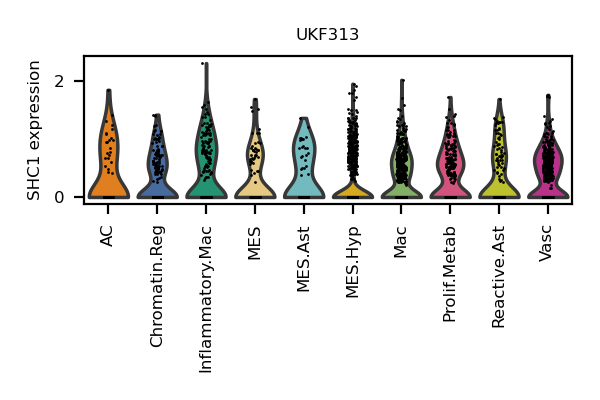 UKF313
SHC1 expression
2
0
AC
Chromatin.Reg
Inflammatory.Mac
MES
MES.Ast
MES.Hyp
Mac
Prolif.Metab
Reactive.Ast
Vasc